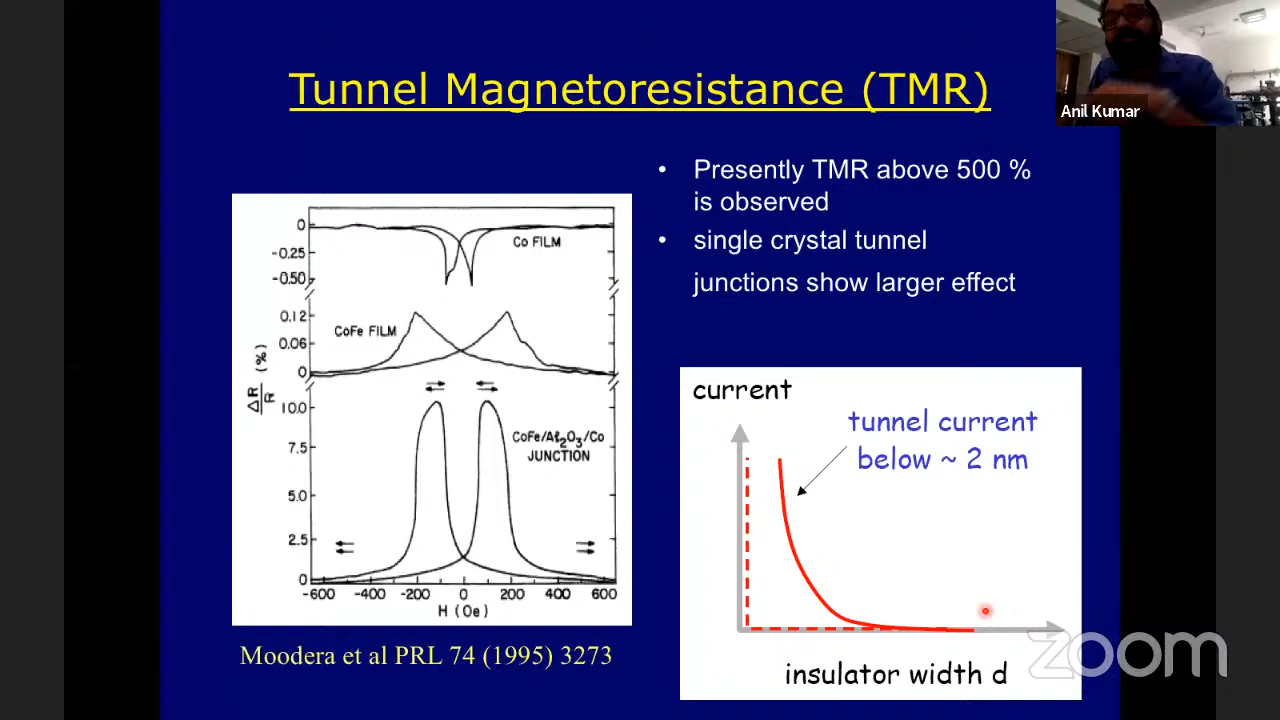 Tunnel Magnetoresistance (TMR)
Anil Kumar
• Presently TMR above 500 %
is observed
• single crystal tunnel
junctions show larger effect
0
-0.25
-0.50
Co FILM
0.12
0.06
0
CoFe FILM
ΔR/R (%)
10.0
7.5
5.0
2.5
0
CoFe/Al₂O₃/Co
JUNCTION
-600 -400 -200 0 200 400 600
H (Oe)
Moodera et al PRL 74 (1995) 3273
current
tunnel current
below ~ 2 nm
insulator width d
zoom